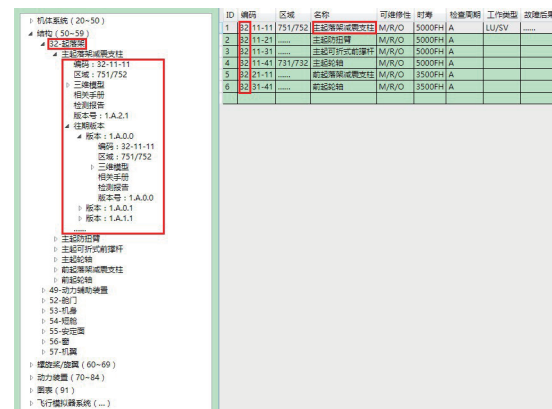 机体系统（20~50）
结构（50~59）
32-起落架
主起落架减震支柱
编码：32-11-11
区域：751/752
三维模型
相关手册
检测报告
版本号：1.A.2.1
往期版本
版本：1.A.0.0
编码：32-11-11
区域：751/752
三维模型
相关手册
检测报告
版本号：1.A.0.0
版本：1.A.0.1
版本：1.A.1.1
......
主起防扭臂
主起可折式前撑杆
主起轮轴
前起落架减震支柱
前起轮轴
49-动力辅助装置
52-舱门
53-机身
54-短舱
55-安定面
56-窗
57-机翼
螺旋桨/旋翼（60~69）
动力装置（70~84）
图表（91）
飞行模拟器系统（...）
ID 编码 区域 名称 可维修性 时寿 检查周期 工作类型 故障后果
1 32 11-11 751/752 主起落架减震支柱 M/R/O 5000FH A LU/SV ......
2 32 11-21 ...... 主起防扭臂 M/R/O 5000FH A
3 32 11-31 ...... 主起可折式前撑杆 M/R/O 5000FH A
4 32 11-41 731/732 主起轮轴 M/R/O 5000FH A
5 32 21-11 ...... 前起落架减震支柱 M/R/O 3500FH A
6 32 31-41 ...... 前起轮轴 M/R/O 3500FH A